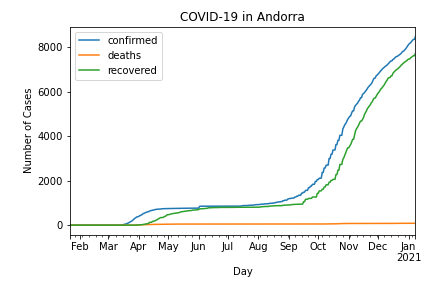 COVID-19 in Andorra
confirmed
deaths
recovered
Number of Cases
8000
6000
4000
2000
0
Feb Mar Apr May Jun Jul Aug Sep Oct Nov Dec Jan
2021
Day